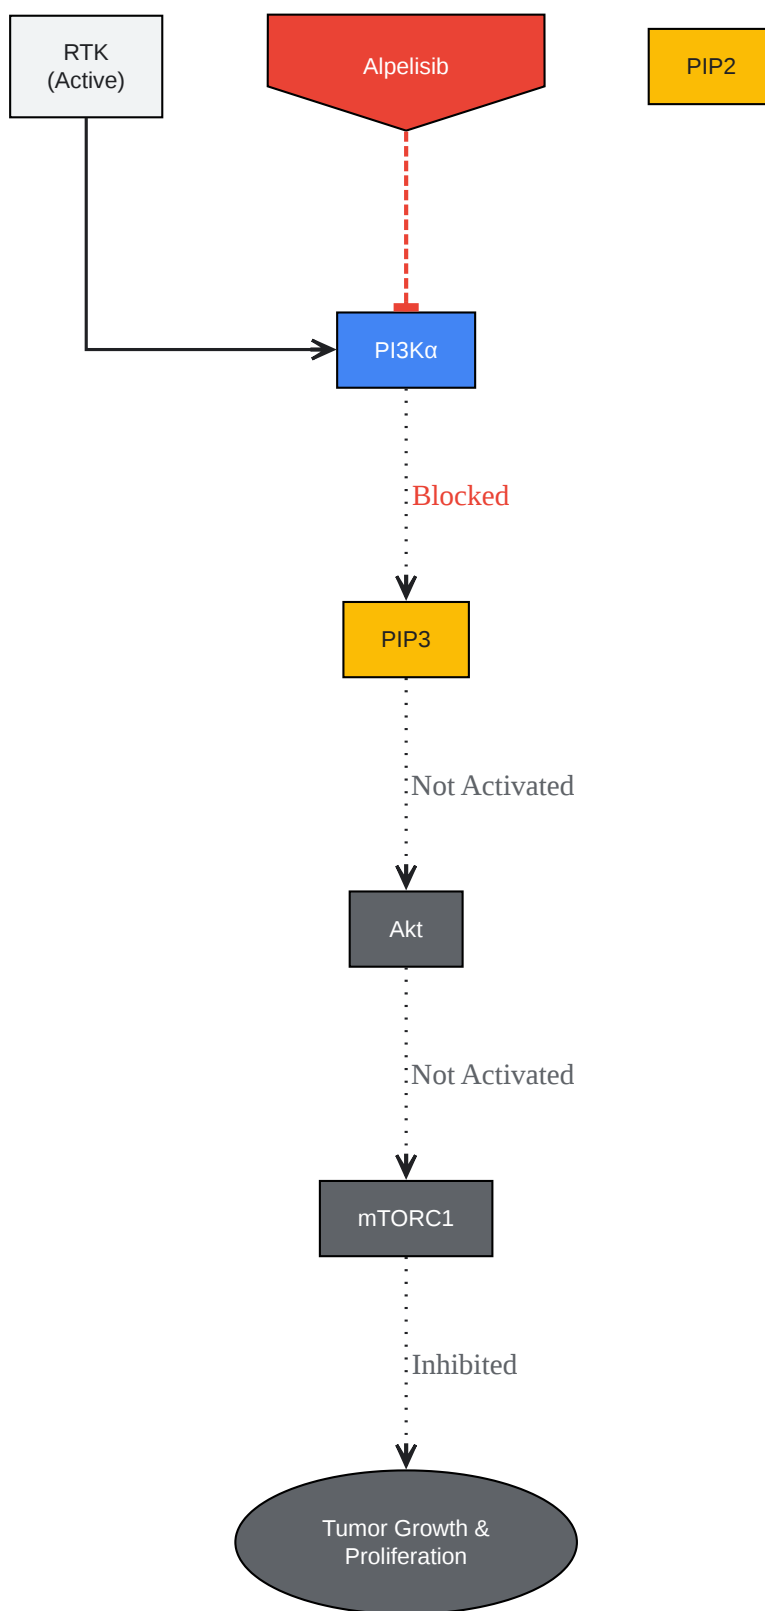 RTK
(Active)
Alpelisib
PIP2
PI3Kα
Blocked
PIP3
Not Activated
Akt
Not Activated
mTORC1
Inhibited
Tumor Growth &
Proliferation